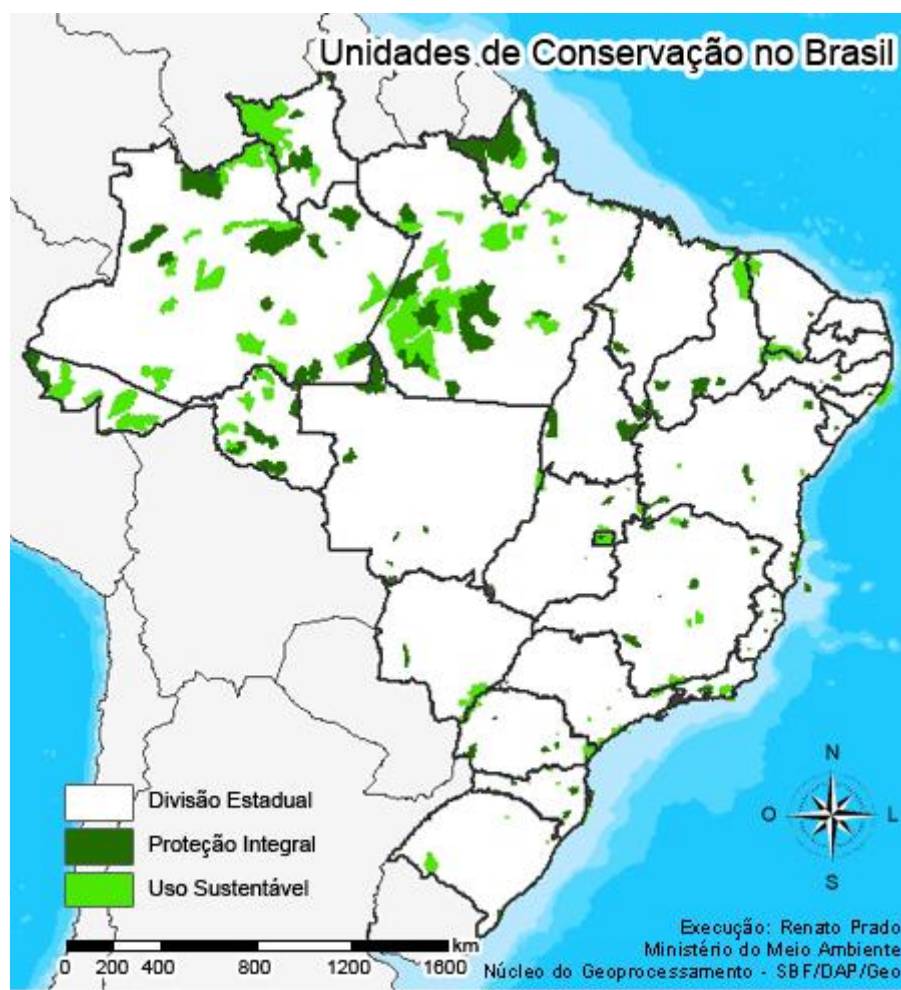 Unidades de Conservação no Brasil
N
O
L
S
Divisão Estadual
Proteção Integral
Uso Sustentável
km
0 200 400 800 1200 1600
Execução: Renato Prado
Ministério do Meio Ambiente
Núcleo do Geoprocessamento - SBF/DAP/Geo